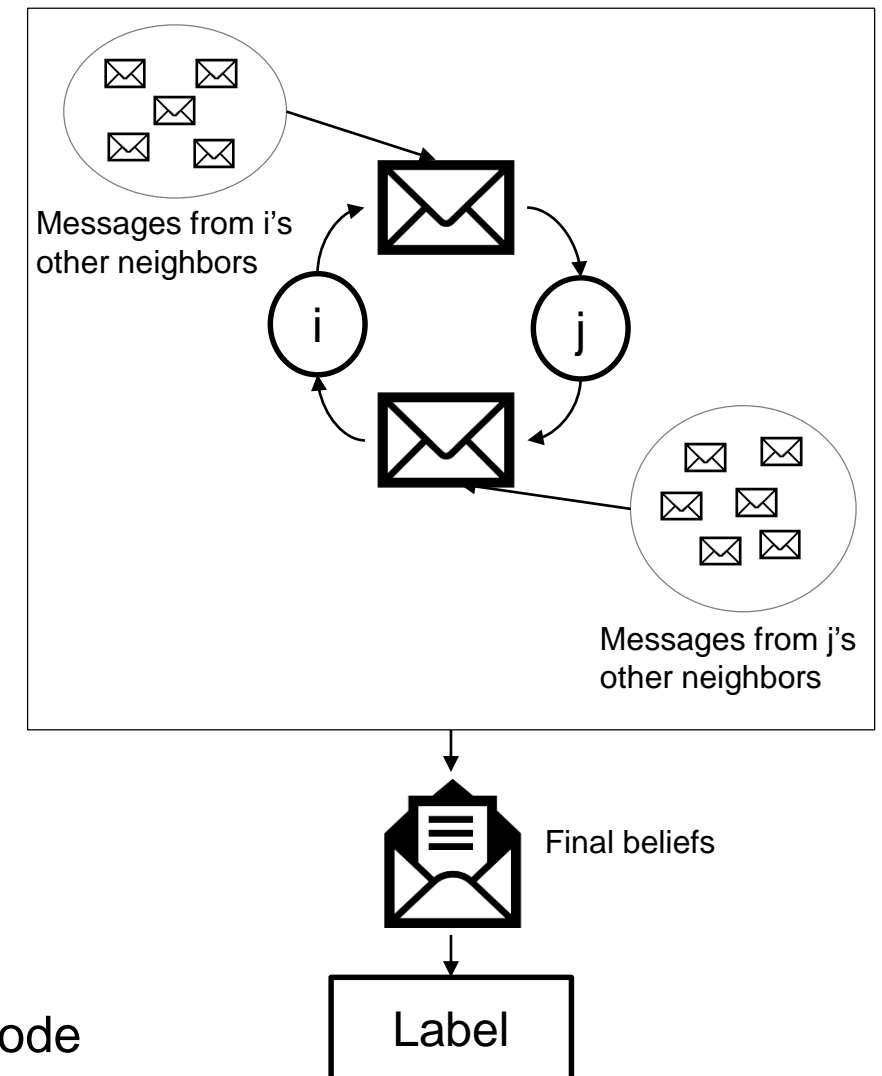 Messages from i's
other neighbors
i
j
Messages from j's
other neighbors
Final beliefs
Label